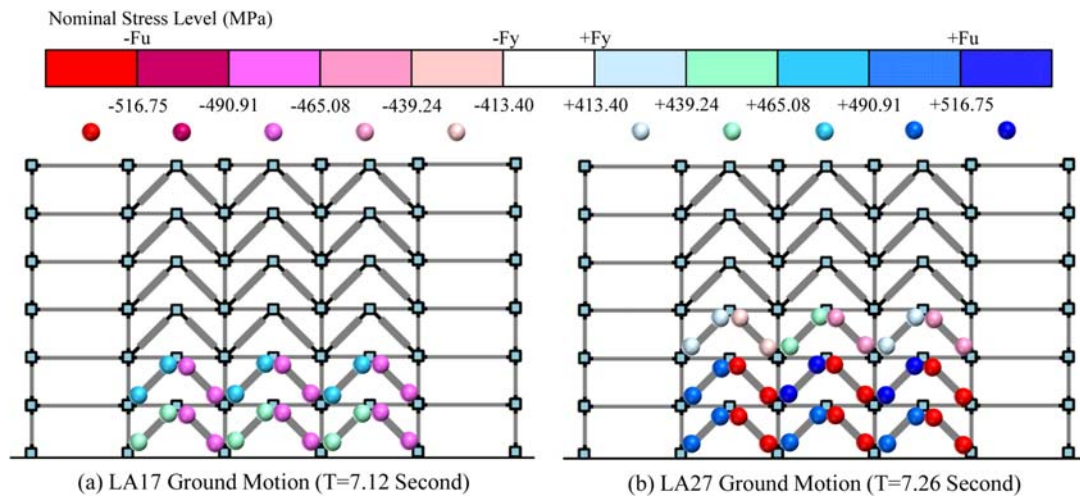 Nominal Stress Level (MPa)
-Fu -Fy +Fy +Fu
-516.75 -490.91 -465.08 -439.24 -413.40 +413.40 +439.24 +465.08 +490.91 +516.75
(a) LA17 Ground Motion (T=7.12 Second) (b) LA27 Ground Motion (T=7.26 Second)